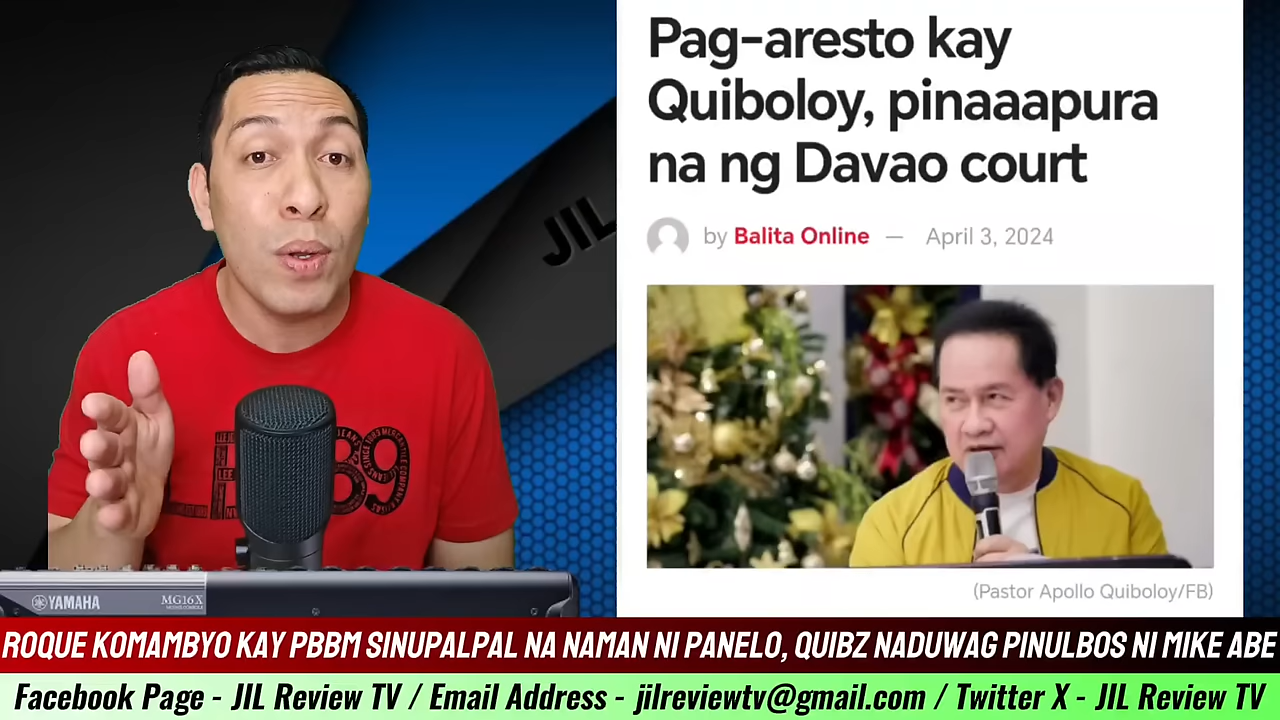 Pag-aresto kay
Quiboloy, pinaaapura
na ng Davao court
by Balita Online — April 3, 2024
JIL
89
YAMAHA
MG16X
(Pastor Apollo Quiboloy/FB)
ROQUE KOMAMBYO KAY PBBM SINUPALPAL NA NAMAN NI PANELO, QUIBZ NADUWAG PINULBOS NI MIKE ABE
Facebook Page - JIL Review TV / Email Address - jilreviewtv@gmail.com / Twitter X - JIL Review TV